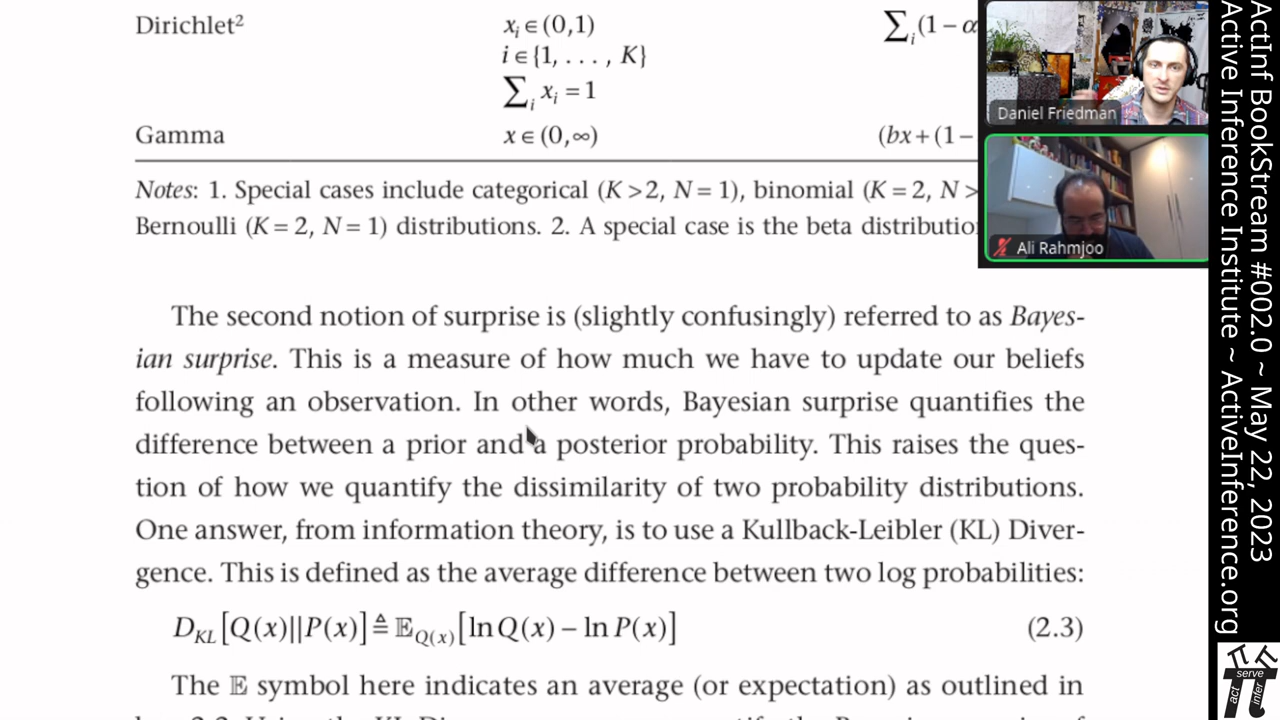 Dirichlet²
xᵢ ∈ (0,1)
∑ᵢ(1 − α
i ∈ {1, . . . , K}
∑ᵢ xᵢ = 1
Gamma
x ∈ (0,∞)
(bx + (1 −
Notes: 1. Special cases include categorical (K > 2, N = 1), binomial (K = 2, N >
Bernoulli (K = 2, N = 1) distributions. 2. A special case is the beta distributio
The second notion of surprise is (slightly confusingly) referred to as Bayes-
ian surprise. This is a measure of how much we have to update our beliefs
following an observation. In other words, Bayesian surprise quantifies the
difference between a prior and a posterior probability. This raises the ques-
tion of how we quantify the dissimilarity of two probability distributions.
One answer, from information theory, is to use a Kullback-Leibler (KL) Diver-
gence. This is defined as the average difference between two log probabilities:
D_KL[Q(x)||P(x)] ≜ 𝔼_Q(x)[ln Q(x) − ln P(x)]
(2.3)
The 𝔼 symbol here indicates an average (or expectation) as outlined in
Daniel Friedman
Ali Rahmjoo
ActInf BookStream #002.0 ~ May 22, 2023
Active Inference Institute ~ ActiveInference.org
serve
act
infer